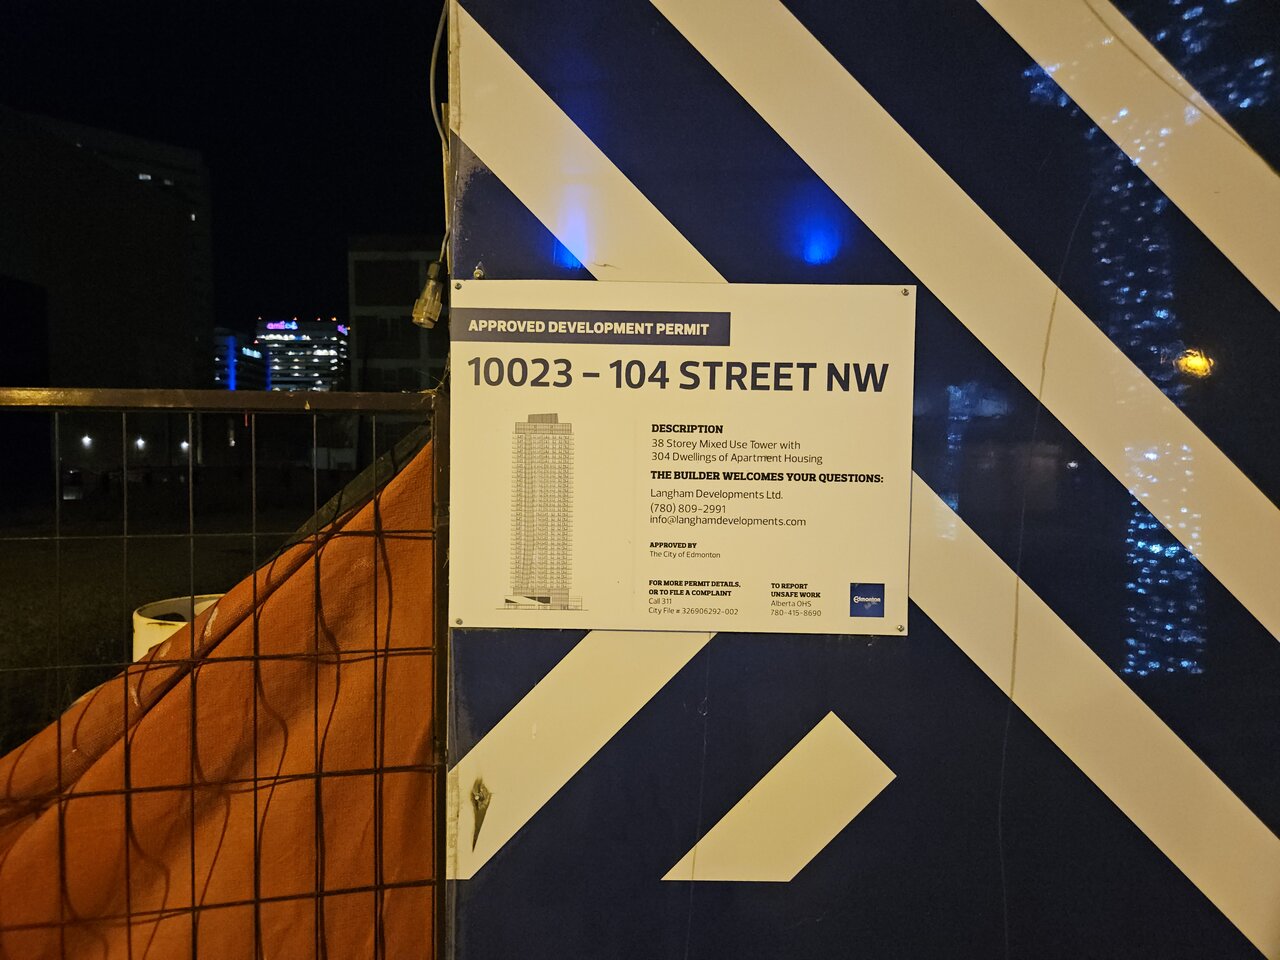 APPROVED DEVELOPMENT PERMIT
10023 – 104 STREET NW
DESCRIPTION
38 Storey Mixed Use Tower with
304 Dwellings of Apartment Housing
THE BUILDER WELCOMES YOUR QUESTIONS:
Langham Developments Ltd.
(780) 809-2991
info@langhamdevelopments.com
APPROVED BY
The City of Edmonton
FOR MORE PERMIT DETAILS,
OR TO FILE A COMPLAINT
Call 311
City File # 326906292-002
TO REPORT
UNSAFE WORK
Alberta OHS
780-415-8690
Edmonton